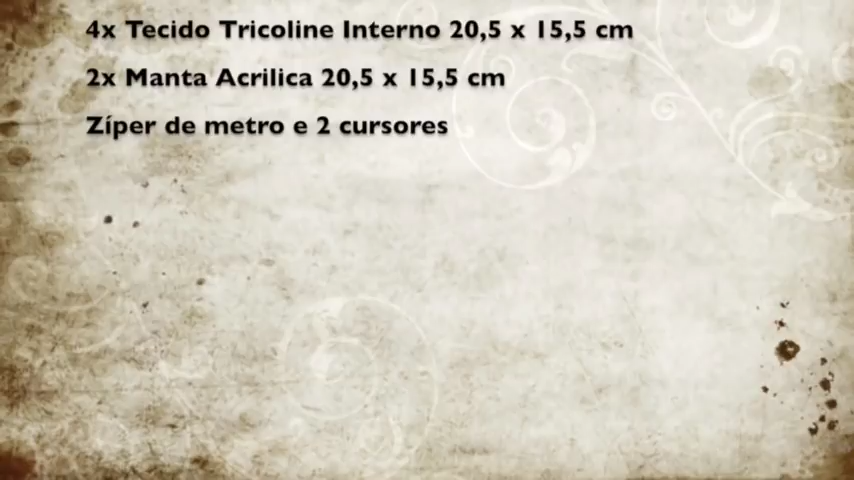 4x Tecido Tricoline Interno 20,5 x 15,5 cm
2x Manta Acrilica 20,5 x 15,5 cm
Zíper de metro e 2 cursores